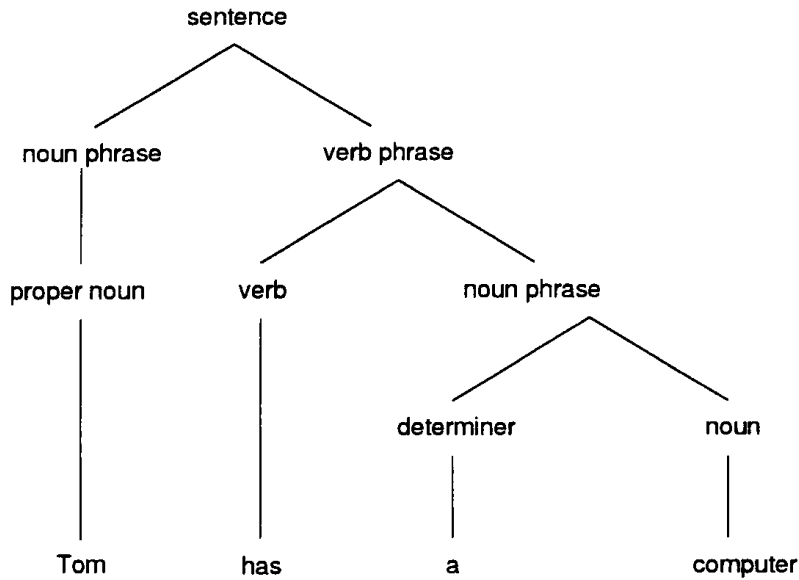 sentence
noun phrase verb phrase
proper noun verb noun phrase
determiner noun
Tom has a computer